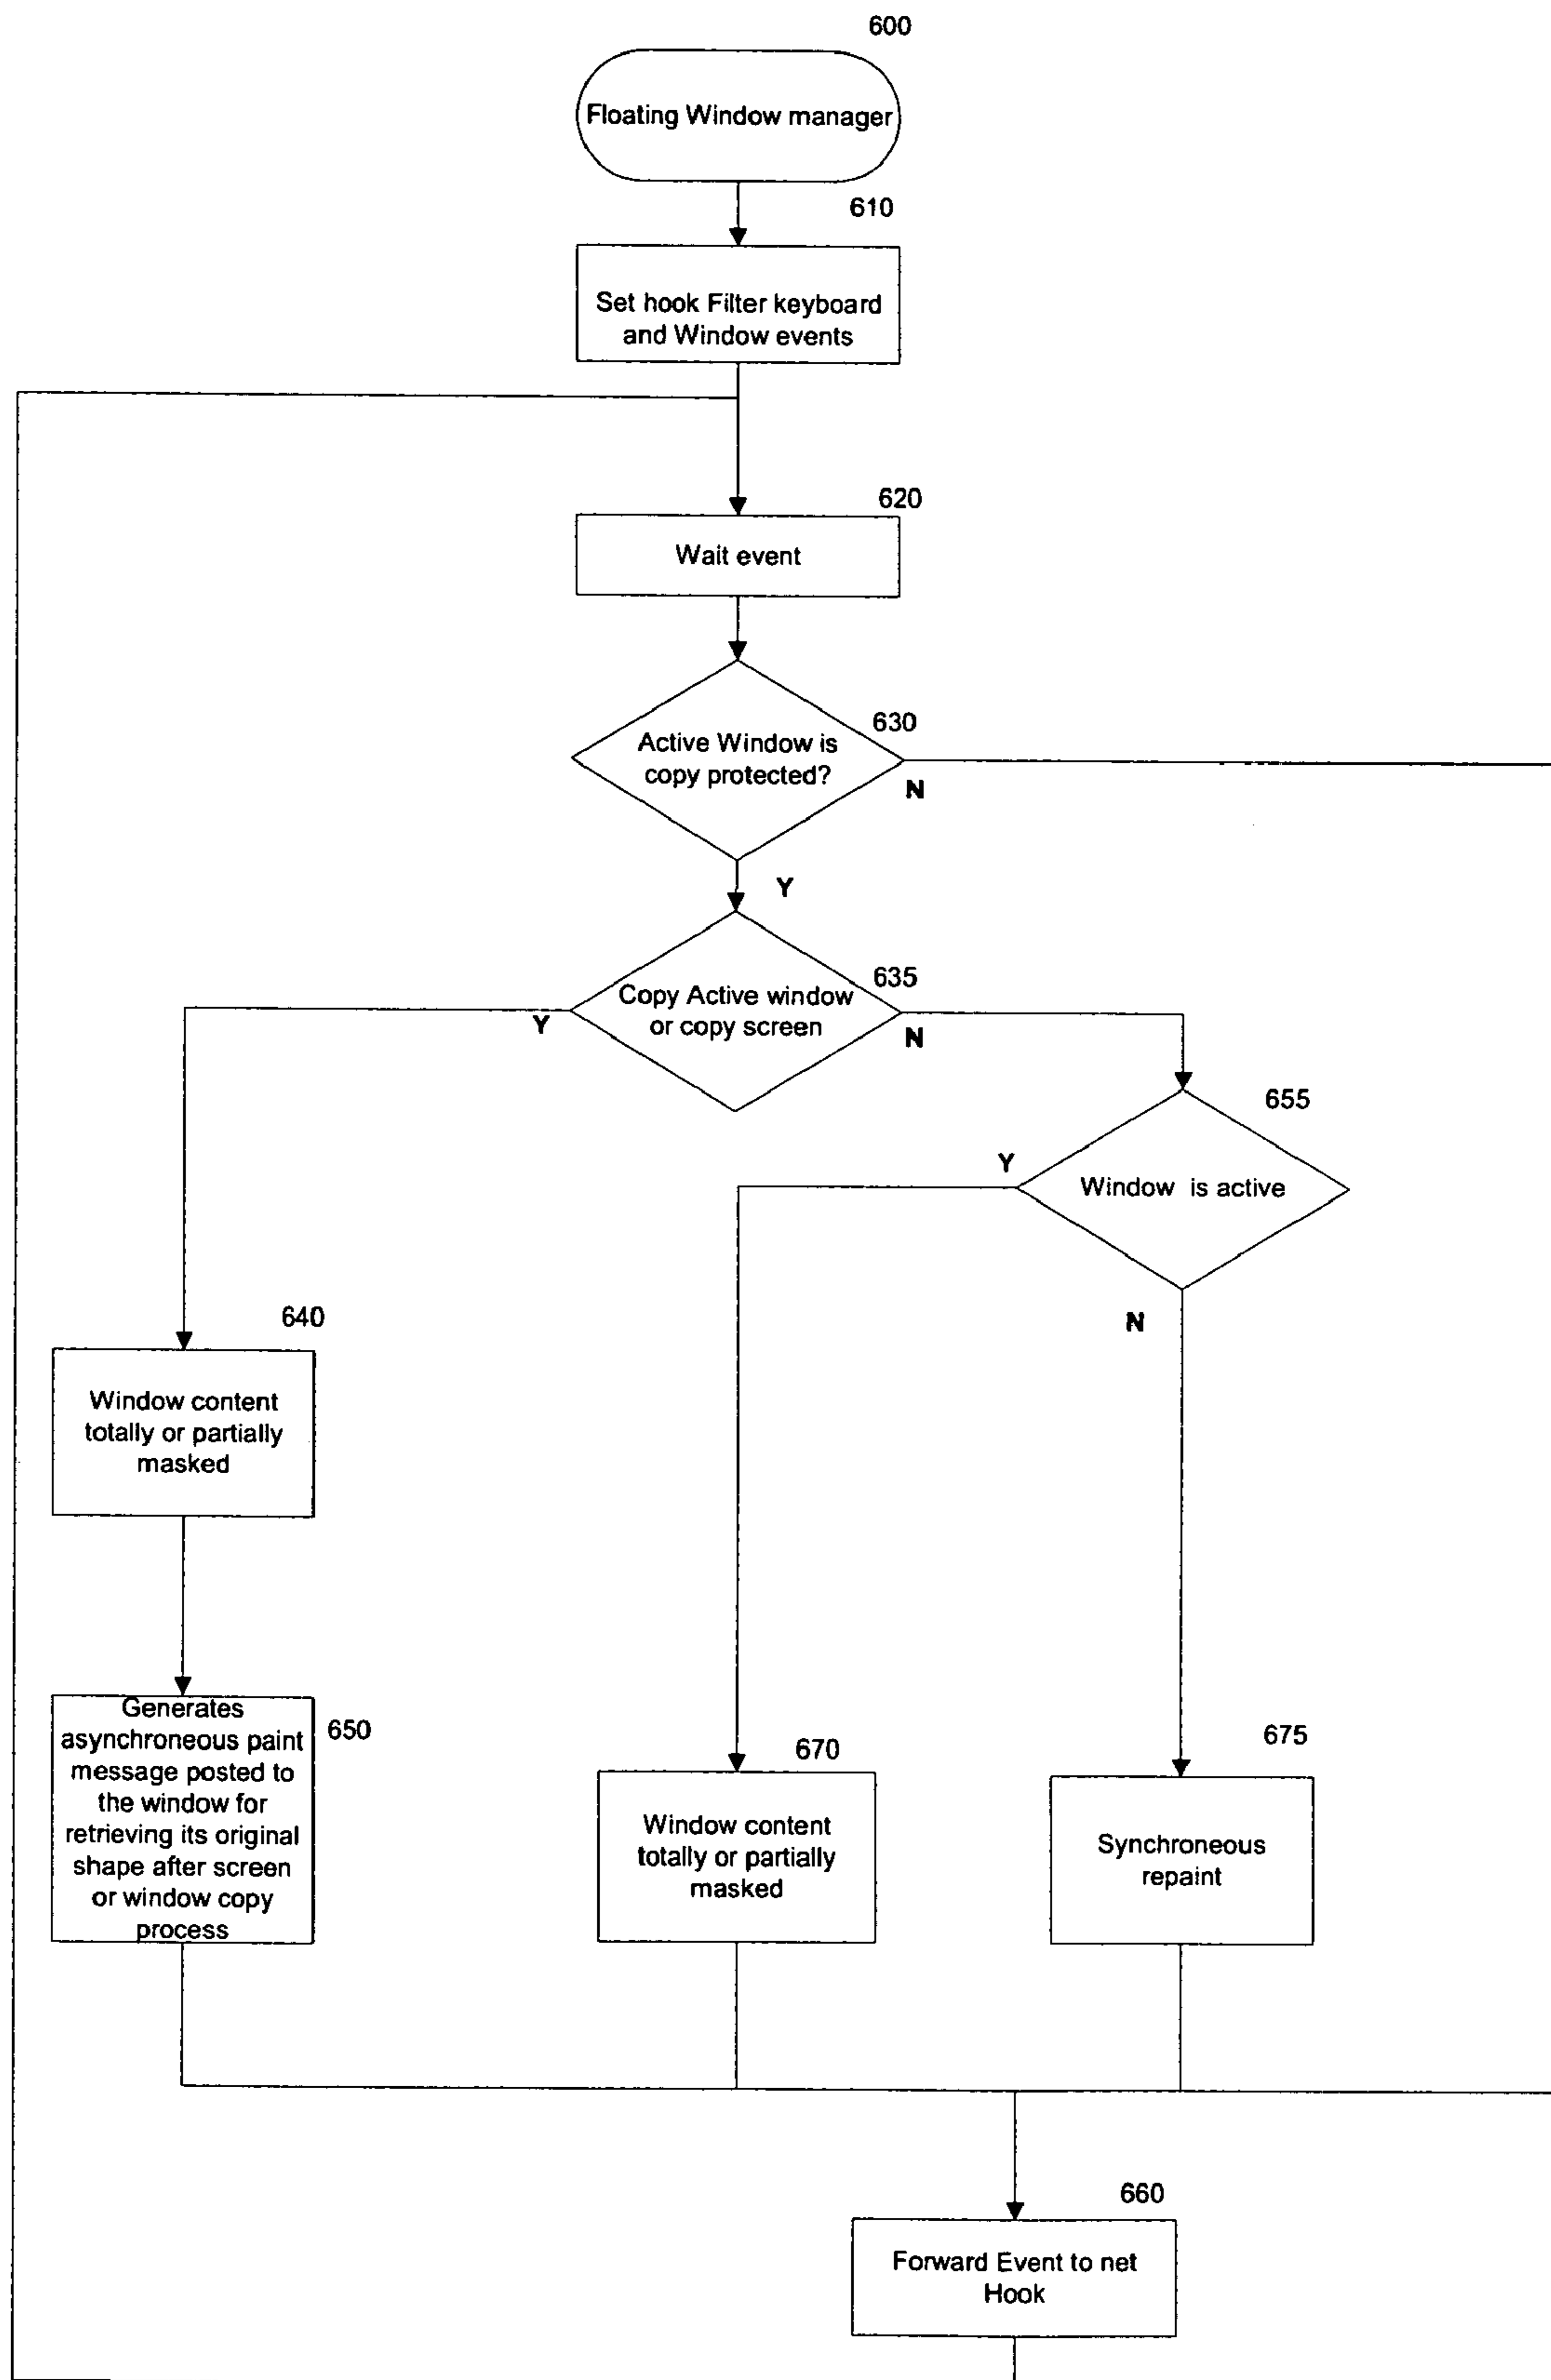 600
Floating Window manager
610
Set hook Filter keyboard
and Window events
620
Wait event
630
Active Window is
copy protected?
N
Y
635
Copy Active window
or copy screen
Y
N
655
Y
Window is active
N
640
Window content
totally or partially
masked
650
Generates
asynchroneous paint
message posted to
the window for
retrieving its original
shape after screen
or window copy
process
670
Window content
totally or partially
masked
675
Synchroneous
repaint
660
Forward Event to net
Hook